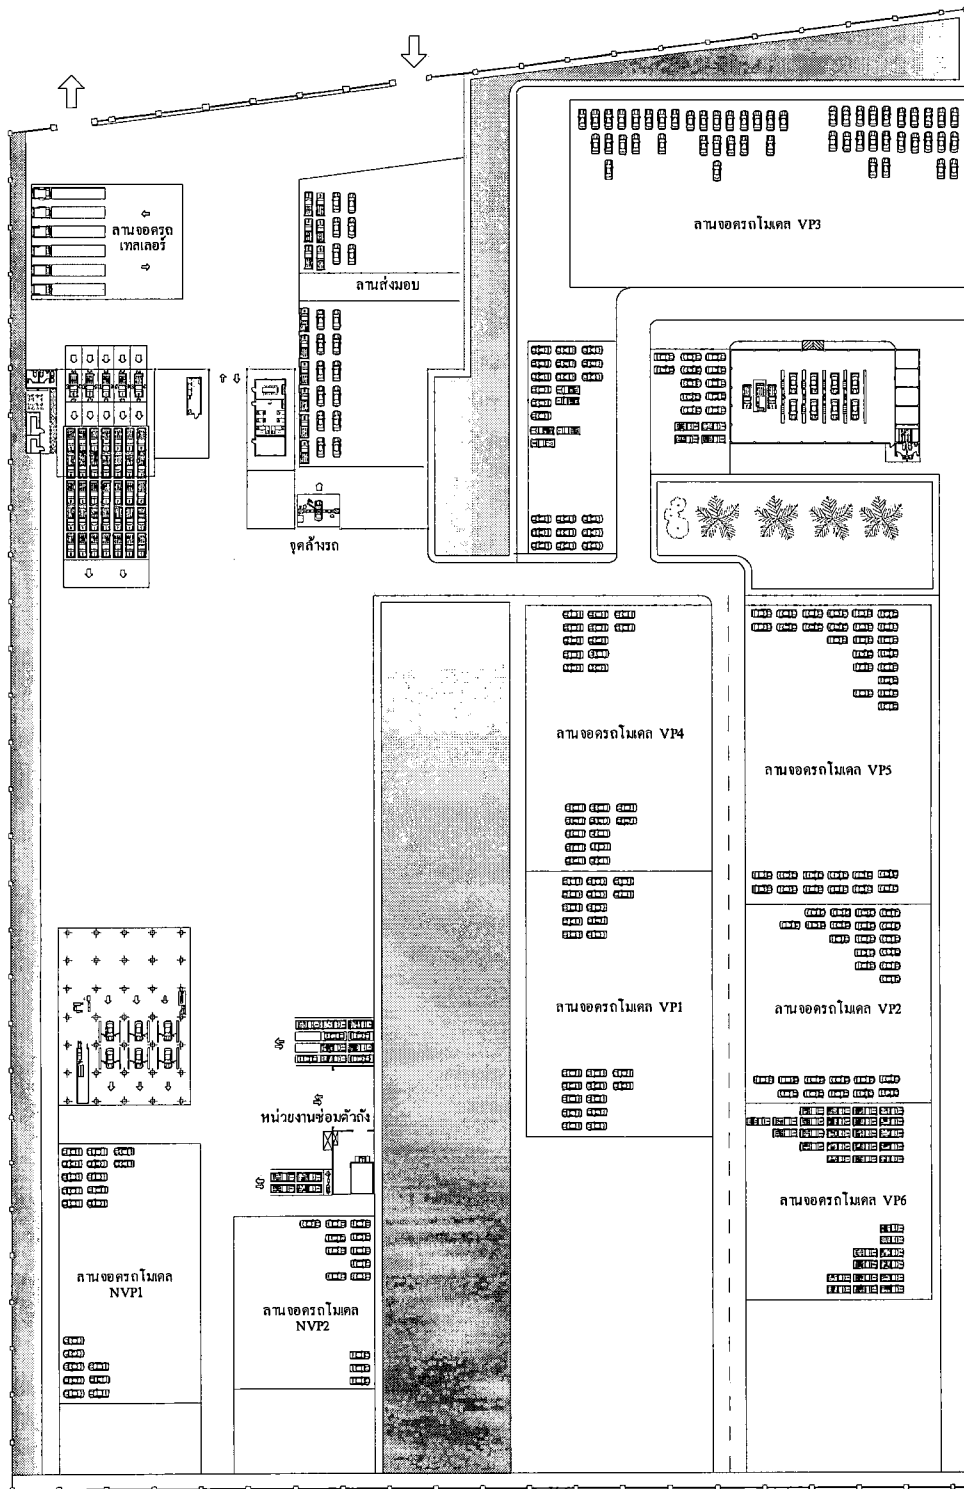 ลานจอดรถ
เทลเลอร์
ลานส่งมอบ
ลานจอดรถโมเดล VP3
จุดล้างรถ
ลานจอดรถโมเดล VP4
ลานจอดรถโมเดล VP5
ลานจอดรถโมเดล VP1
ลานจอดรถโมเดล VP2
หน่วยงานซ่อมตัวถัง
ลานจอดรถโมเดล VP6
ลานจอดรถโมเดล
NVP1
ลานจอดรถโมเดล
NVP2